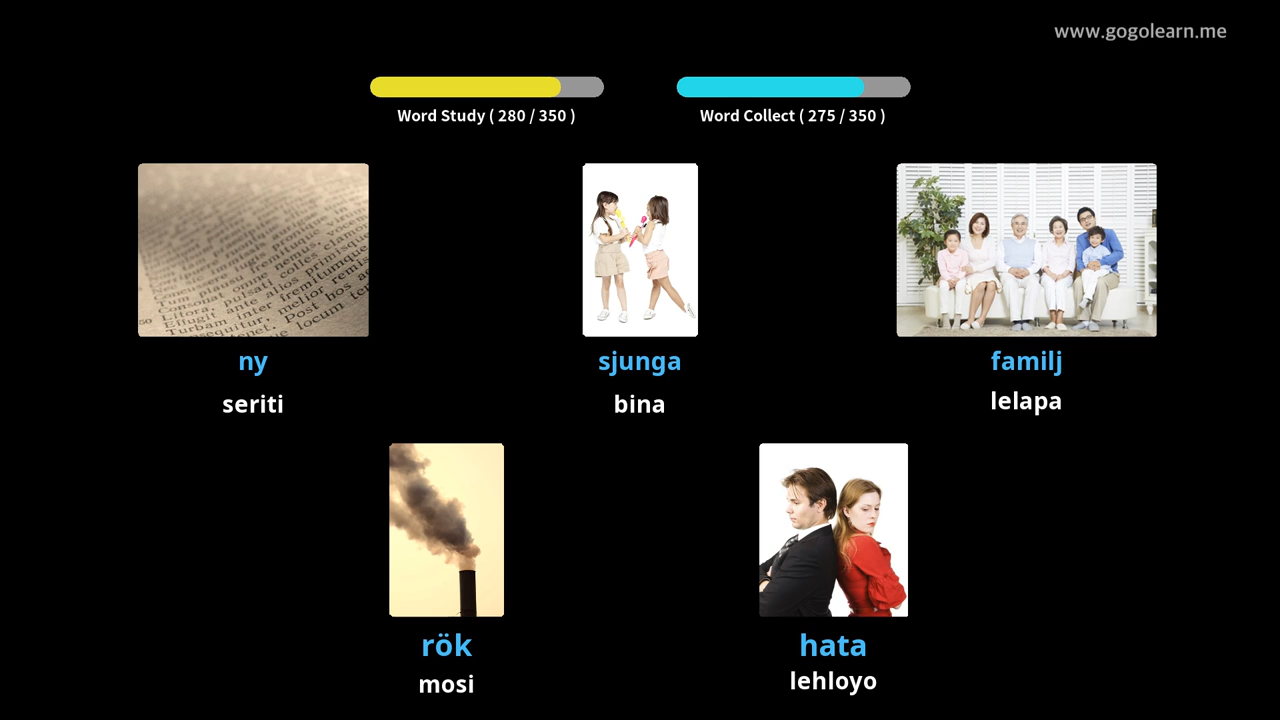 www.gogolearn.me
Word Study ( 280 / 350 )
Word Collect ( 275 / 350 )
ny
seriti
sjunga
bina
familj
lelapa
rök
mosi
hata
lehloyo